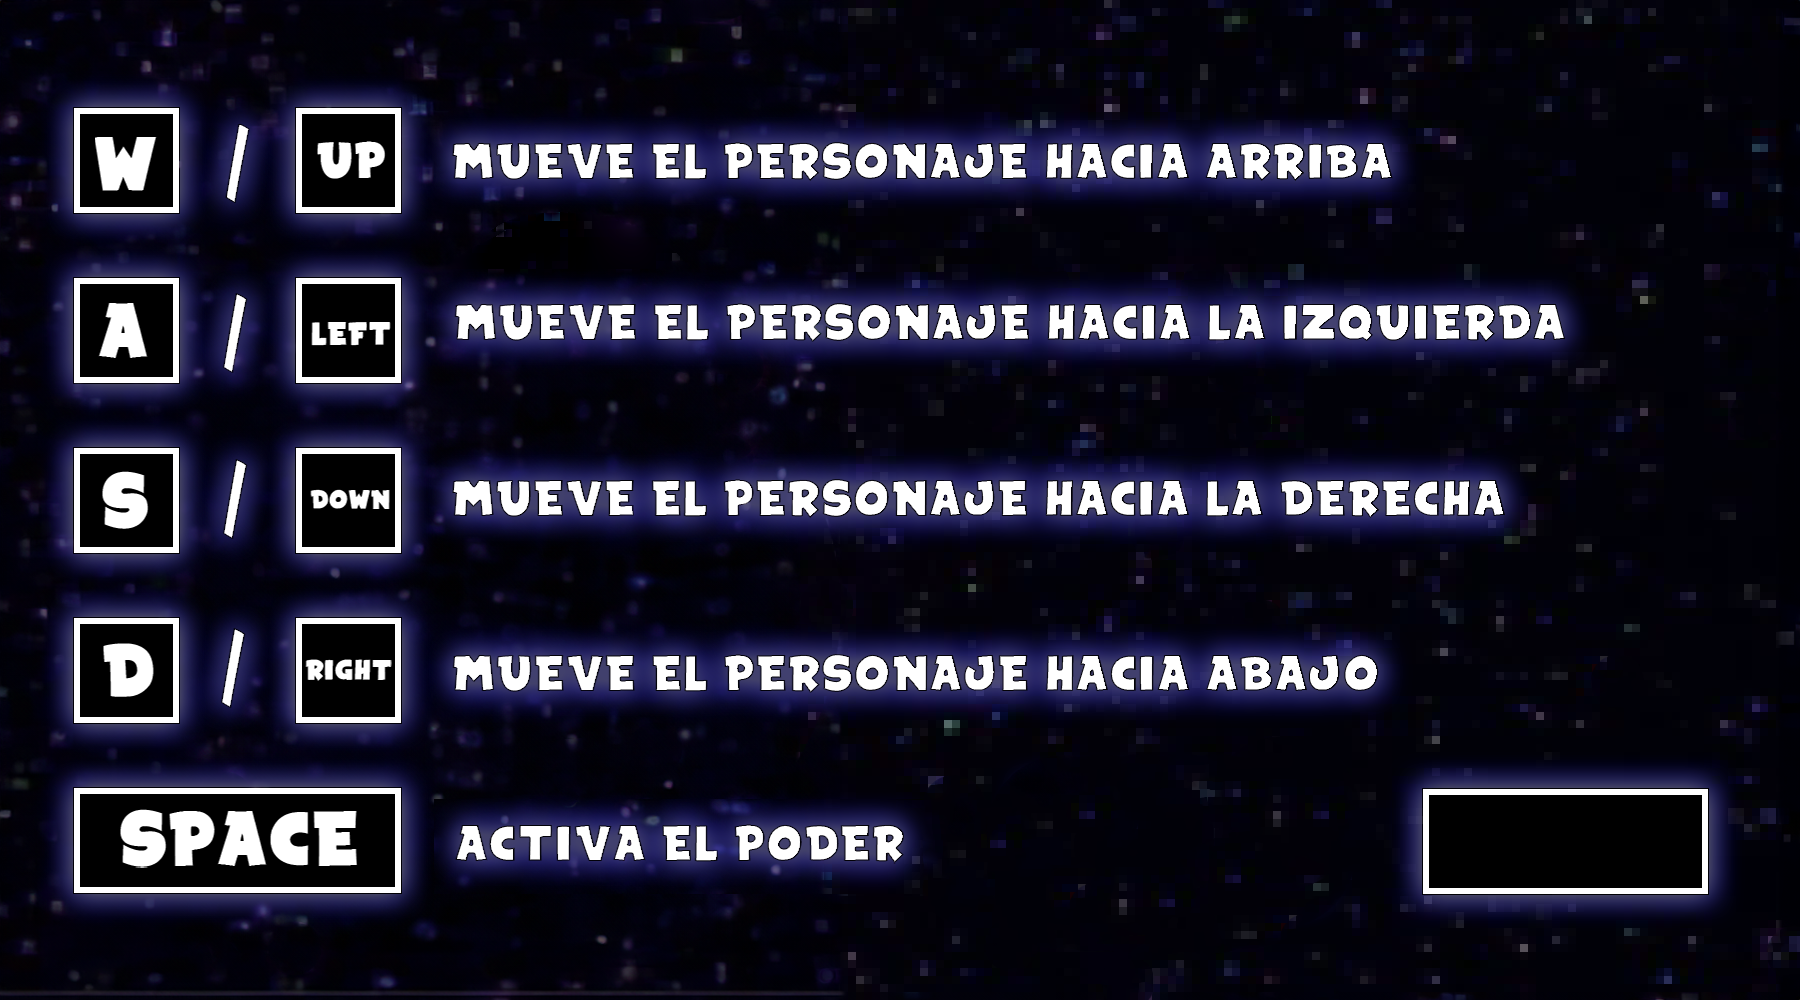 W / UP MUEVE EL PERSONAJE HACIA ARRIBA
A / LEFT MUEVE EL PERSONAJE HACIA LA IZQUIERDA
S / DOWN MUEVE EL PERSONAJE HACIA LA DERECHA
D / RIGHT MUEVE EL PERSONAJE HACIA ABAJO
SPACE ACTIVA EL PODER